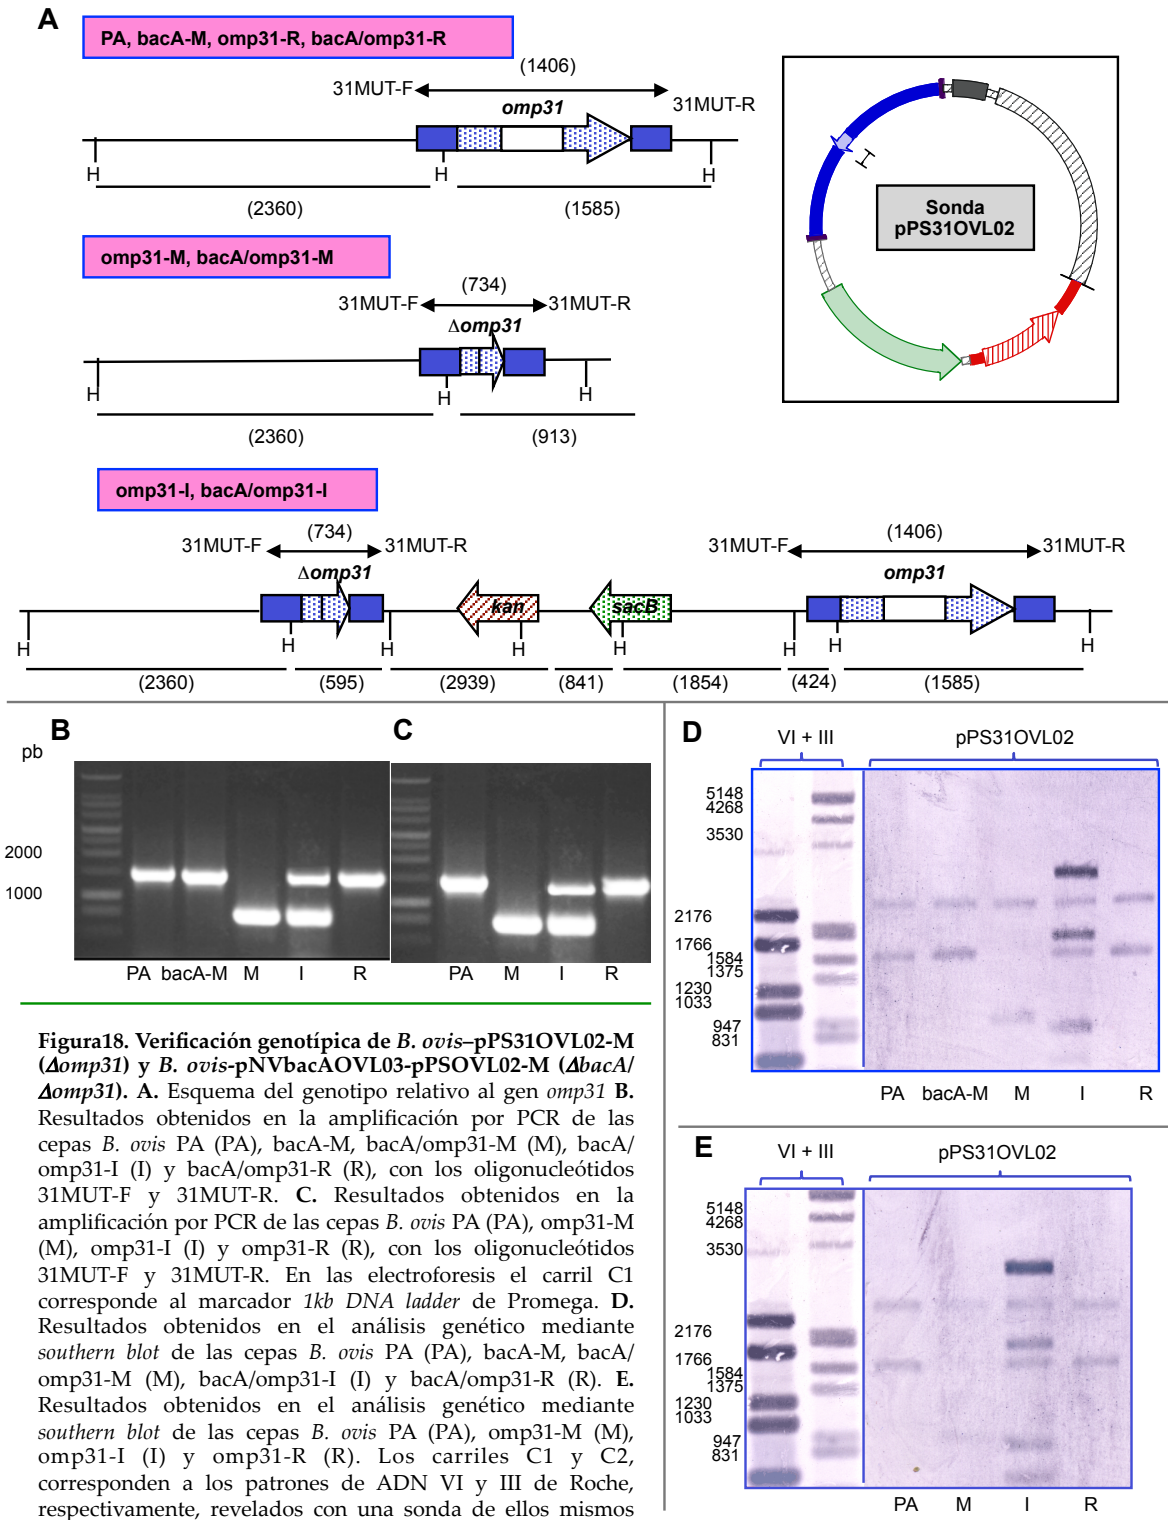 A
PA, bacA-M, omp31-R, bacA/omp31-R
(1406)
31MUT-F
31MUT-R
omp31
H
H
H
(2360)
(1585)
Sonda
pPS31OVL02
H
omp31-M, bacA/omp31-M
(734)
31MUT-F
31MUT-R
Δomp31
H
H
H
(2360)
(913)
omp31-I, bacA/omp31-I
(734)
(1406)
31MUT-F
31MUT-R
31MUT-F
31MUT-R
Δomp31
omp31
kan
sacB
H
H
H
H
H
H
H
H
(2360)
(595)
(2939)
(841)
(1854)
(424)
(1585)
B
pb
2000
1000
PA bacA-M M I R
C
PA M I R
D
VI + III
pPS31OVL02
5148
4268
3530
2176
1766
1584
1375
1230
1033
947
831
PA bacA-M M I R
E
VI + III
pPS31OVL02
5148
4268
3530
2176
1766
1584
1375
1230
1033
947
831
PA M I R
Figura18. Verificación genotípica de B. ovis–pPS31OVL02-M
(Δomp31) y B. ovis-pNVbacAOVL03-pPSOVL02-M (ΔbacA/
Δomp31). A. Esquema del genotipo relativo al gen omp31 B.
Resultados obtenidos en la amplificación por PCR de las
cepas B. ovis PA (PA), bacA-M, bacA/omp31-M (M), bacA/
omp31-I (I) y bacA/omp31-R (R), con los oligonucleótidos
31MUT-F y 31MUT-R. C. Resultados obtenidos en la
amplificación por PCR de las cepas B. ovis PA (PA), omp31-M
(M), omp31-I (I) y omp31-R (R), con los oligonucleótidos
31MUT-F y 31MUT-R. En las electroforesis el carril C1
corresponde al marcador 1kb DNA ladder de Promega. D.
Resultados obtenidos en el análisis genético mediante
southern blot de las cepas B. ovis PA (PA), bacA-M, bacA/
omp31-M (M), bacA/omp31-I (I) y bacA/omp31-R (R). E.
Resultados obtenidos en el análisis genético mediante
southern blot de las cepas B. ovis PA (PA), omp31-M (M),
omp31-I (I) y omp31-R (R). Los carriles C1 y C2,
corresponden a los patrones de ADN VI y III de Roche,
respectivamente, revelados con una sonda de ellos mismos